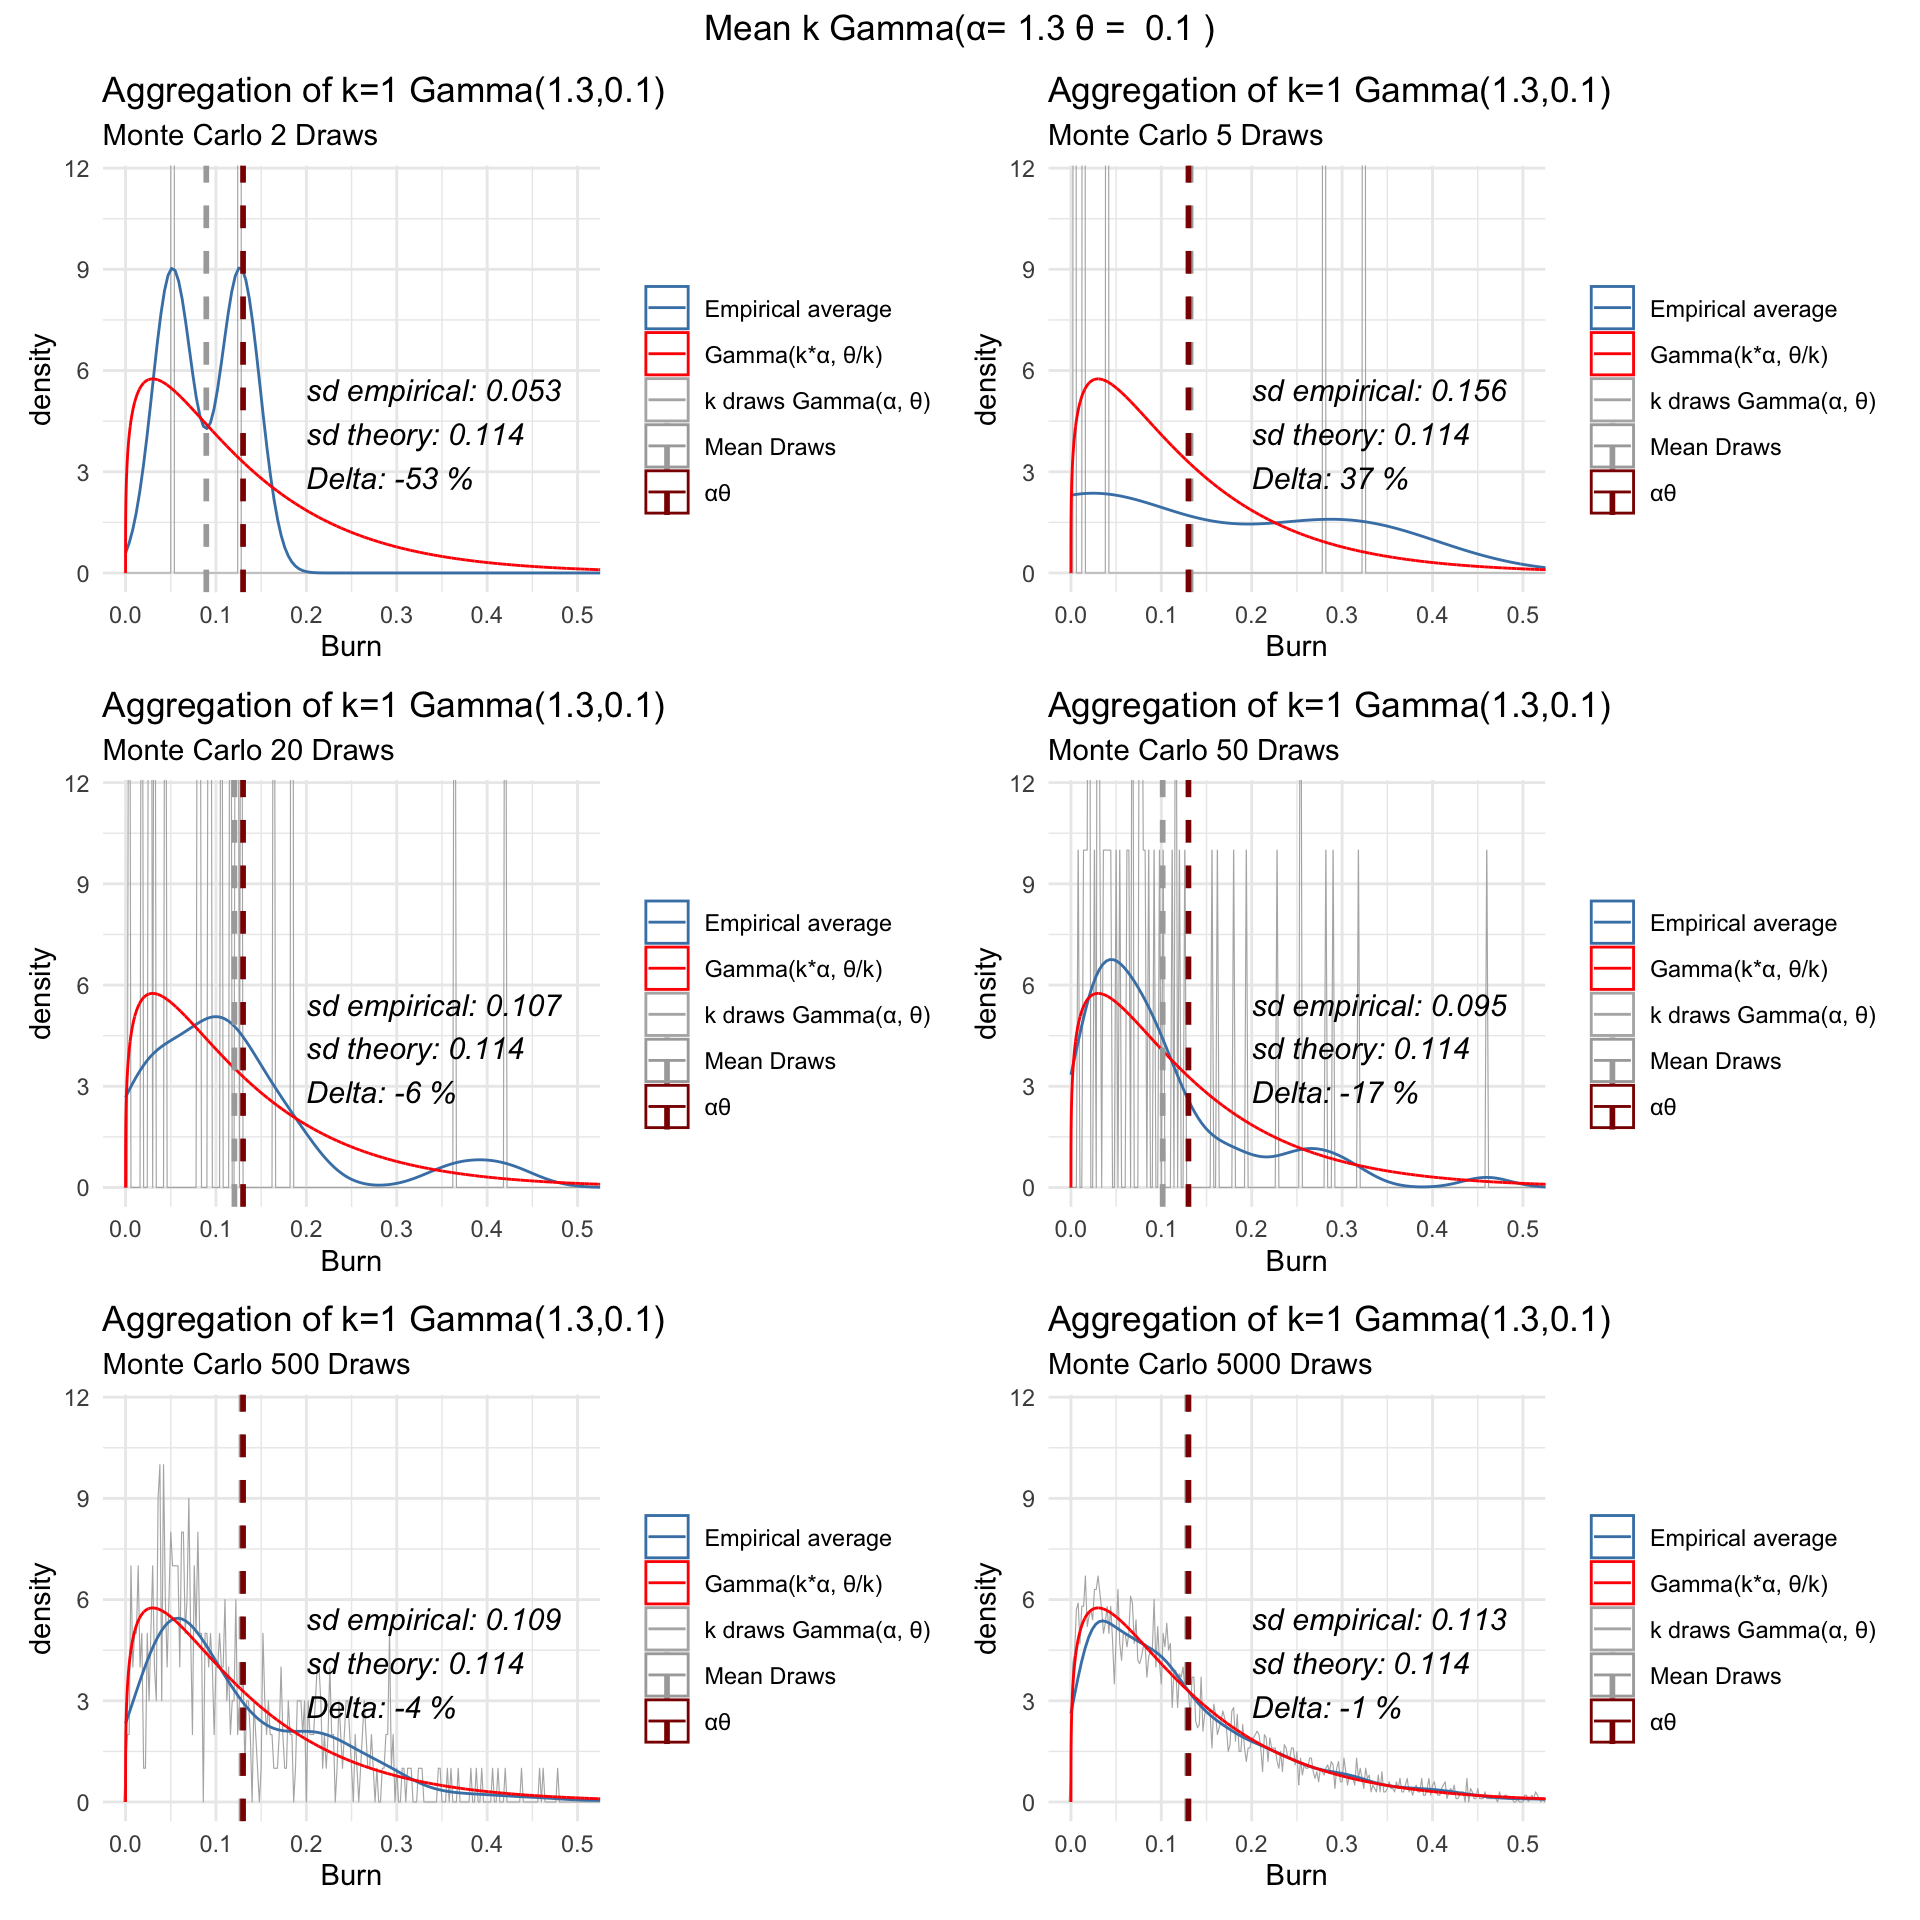 Mean k Gamma(α= 1.3 θ =  0.1 )
Aggregation of k=1 Gamma(1.3,0.1)
Monte Carlo 2 Draws
12
9
6
3
0
density
sd empirical: 0.053
sd theory: 0.114
Delta: -53 %
0.0 0.1 0.2 0.3 0.4 0.5
Burn
Empirical average
Gamma(k*α, θ/k)
k draws Gamma(α, θ)
Mean Draws
αθ
Aggregation of k=1 Gamma(1.3,0.1)
Monte Carlo 5 Draws
12
9
6
3
0
density
sd empirical: 0.156
sd theory: 0.114
Delta: 37 %
0.0 0.1 0.2 0.3 0.4 0.5
Burn
Empirical average
Gamma(k*α, θ/k)
k draws Gamma(α, θ)
Mean Draws
αθ
Aggregation of k=1 Gamma(1.3,0.1)
Monte Carlo 20 Draws
12
9
6
3
0
density
sd empirical: 0.107
sd theory: 0.114
Delta: -6 %
0.0 0.1 0.2 0.3 0.4 0.5
Burn
Empirical average
Gamma(k*α, θ/k)
k draws Gamma(α, θ)
Mean Draws
αθ
Aggregation of k=1 Gamma(1.3,0.1)
Monte Carlo 50 Draws
12
9
6
3
0
density
sd empirical: 0.095
sd theory: 0.114
Delta: -17 %
0.0 0.1 0.2 0.3 0.4 0.5
Burn
Empirical average
Gamma(k*α, θ/k)
k draws Gamma(α, θ)
Mean Draws
αθ
Aggregation of k=1 Gamma(1.3,0.1)
Monte Carlo 500 Draws
12
9
6
3
0
density
sd empirical: 0.109
sd theory: 0.114
Delta: -4 %
0.0 0.1 0.2 0.3 0.4 0.5
Burn
Empirical average
Gamma(k*α, θ/k)
k draws Gamma(α, θ)
Mean Draws
αθ
Aggregation of k=1 Gamma(1.3,0.1)
Monte Carlo 5000 Draws
12
9
6
3
0
density
sd empirical: 0.113
sd theory: 0.114
Delta: -1 %
0.0 0.1 0.2 0.3 0.4 0.5
Burn
Empirical average
Gamma(k*α, θ/k)
k draws Gamma(α, θ)
Mean Draws
αθ